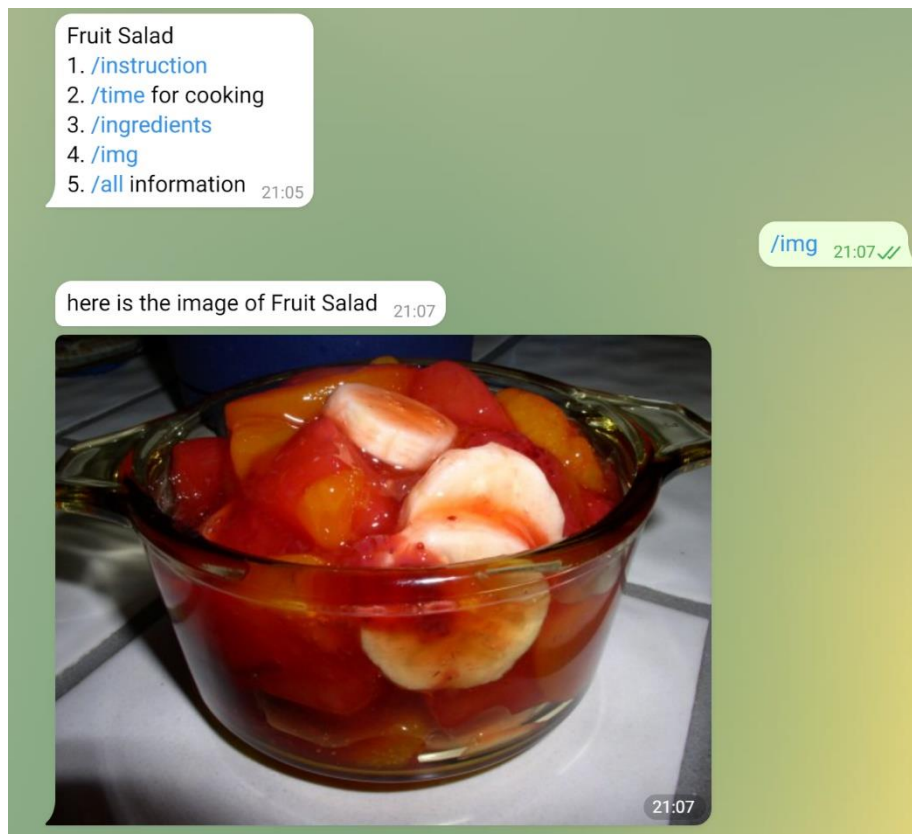 Fruit Salad
1. /instruction
2. /time for cooking
3. /ingredients
4. /img
5. /all information 21:05
/img 21:07
here is the image of Fruit Salad 21:07
21:07